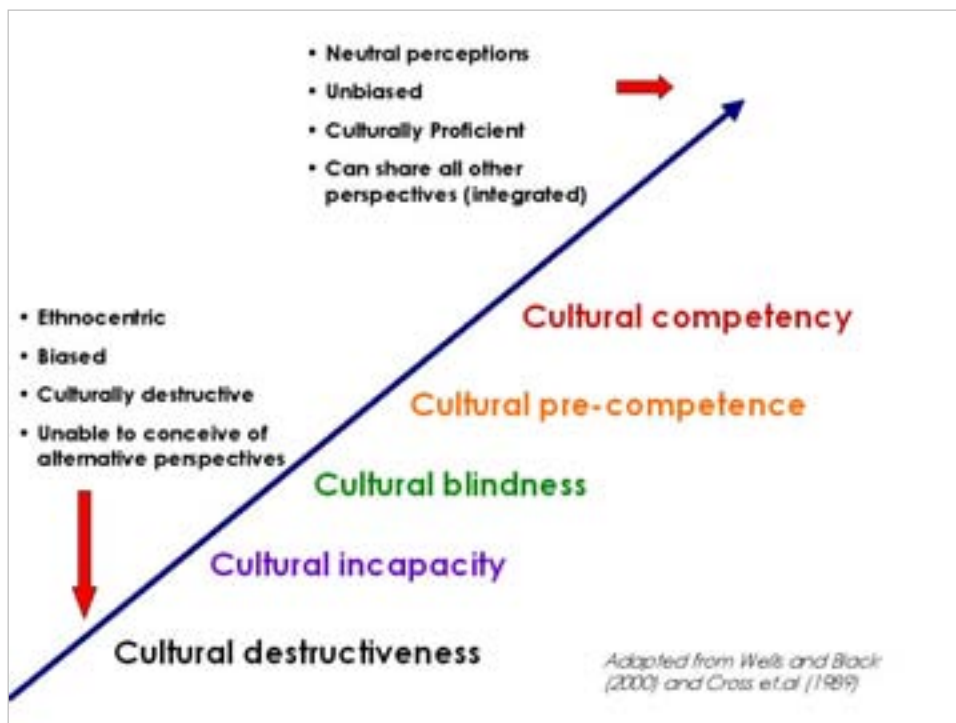 • Neutral perceptions
• Unbiased
• Culturally Proficient
• Can share all other
perspectives (integrated)
• Ethnocentric
• Biased
• Culturally destructive
• Unable to conceive of
alternative perspectives
Cultural competency
Cultural pre-competence
Cultural blindness
Cultural incapacity
Cultural destructiveness
Adapted from Wells and Black
(2000) and Cross et.al (1989)